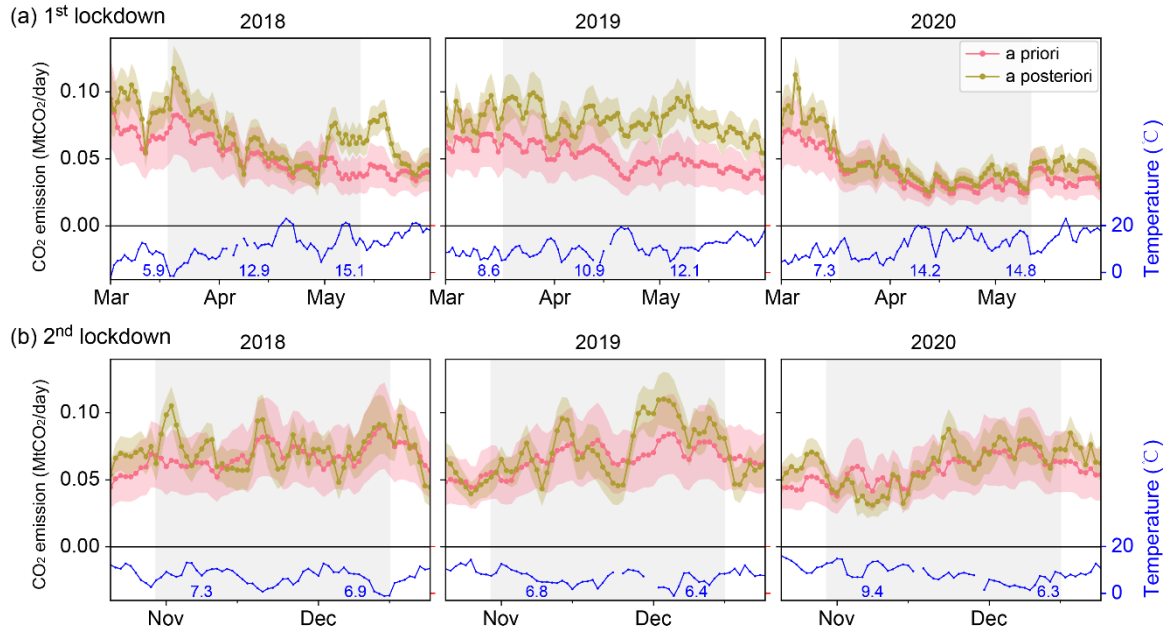 (a) 1st lockdown
2018
2019
2020
a priori
a posteriori
CO₂ emission (MtCO₂/day)
0.10
0.05
0.00
5.9
12.9
15.1
8.6
10.9
12.1
7.3
14.2
14.8
20
0
Temperature (℃)
Mar
Apr
May
Mar
Apr
May
Mar
Apr
May
(b) 2nd lockdown
2018
2019
2020
CO₂ emission (MtCO₂/day)
0.10
0.05
0.00
7.3
6.9
6.8
6.4
9.4
6.3
20
0
Temperature (℃)
Nov
Dec
Nov
Dec
Nov
Dec